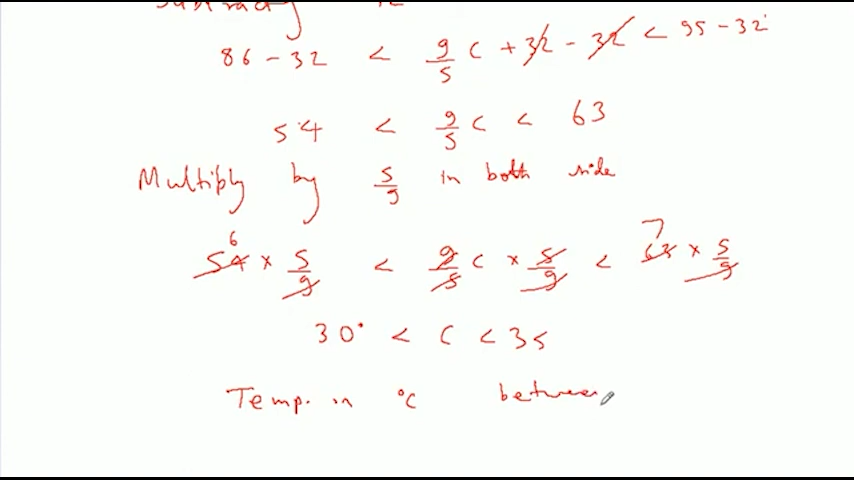 86 - 32 < 9/5 C + 32 - 32 < 95 - 32
54 < 9/5 C < 63
Multiply by 5/9 in both side
6 7
54 × 5/9 < 9/5 C × 5/9 < 63 × 5/9
30° < C < 35
Temp. in °C between